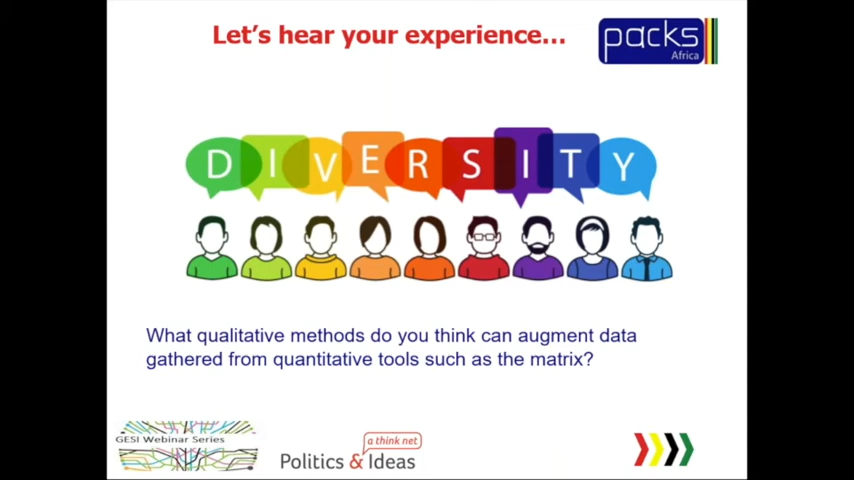 Let's hear your experience...
packs
Africa
DIVERSITY
What qualitative methods do you think can augment data
gathered from quantitative tools such as the matrix?
GESI Webinar Series
a think net
Politics & Ideas